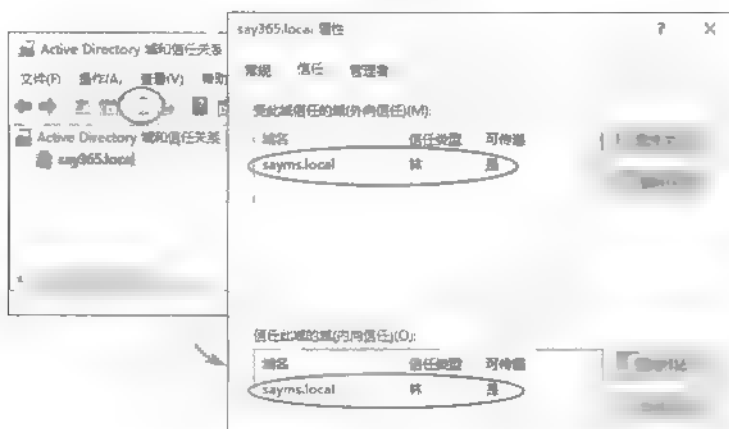 say365.local 属性 ? ×
Active Directory 域和信任关系
文件(F) 操作(A) 查看(V) 帮助
常规 信任 管理者
受此域信任的域(外向信任)(M):
Active Directory 域和信任关系
say365.local
域名 信任类型 可传递
sayms.local 林 是
信任此域的域(内向信任)(O):
域名 信任类型 可传递
sayms.local 林 是